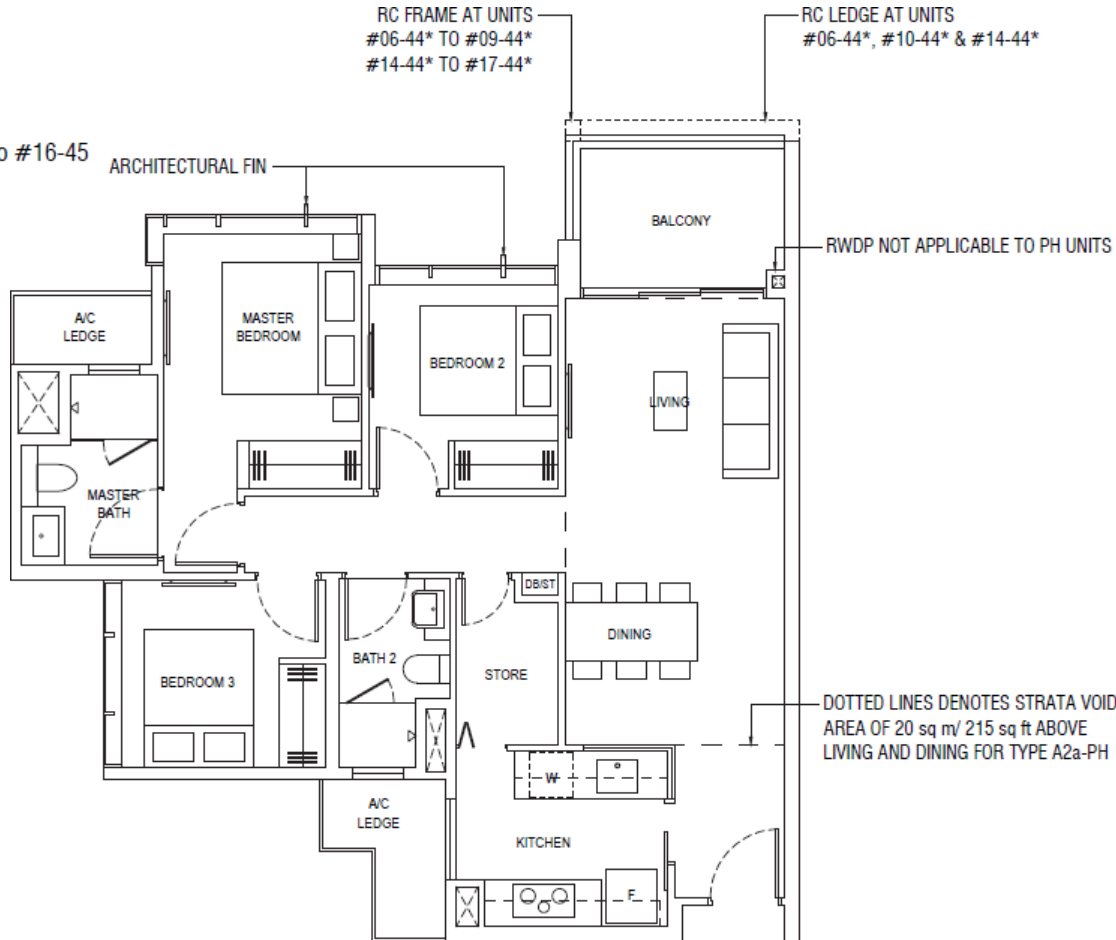 RC FRAME AT UNITS
#06-44* TO #09-44*
#14-44* TO #17-44*
RC LEDGE AT UNITS
#06-44*, #10-44* & #14-44*
#16-45
ARCHITECTURAL FIN
BALCONY
RWDP NOT APPLICABLE TO PH UNITS
A/C
LEDGE
MASTER
BEDROOM
BEDROOM 2
LIVING
MASTER
BATH
DB/ST
DINING
BATH 2
STORE
BEDROOM 3
DOTTED LINES DENOTES STRATA VOID
AREA OF 20 sq m/ 215 sq ft ABOVE
LIVING AND DINING FOR TYPE A2a-PH
W
A/C
LEDGE
KITCHEN
F